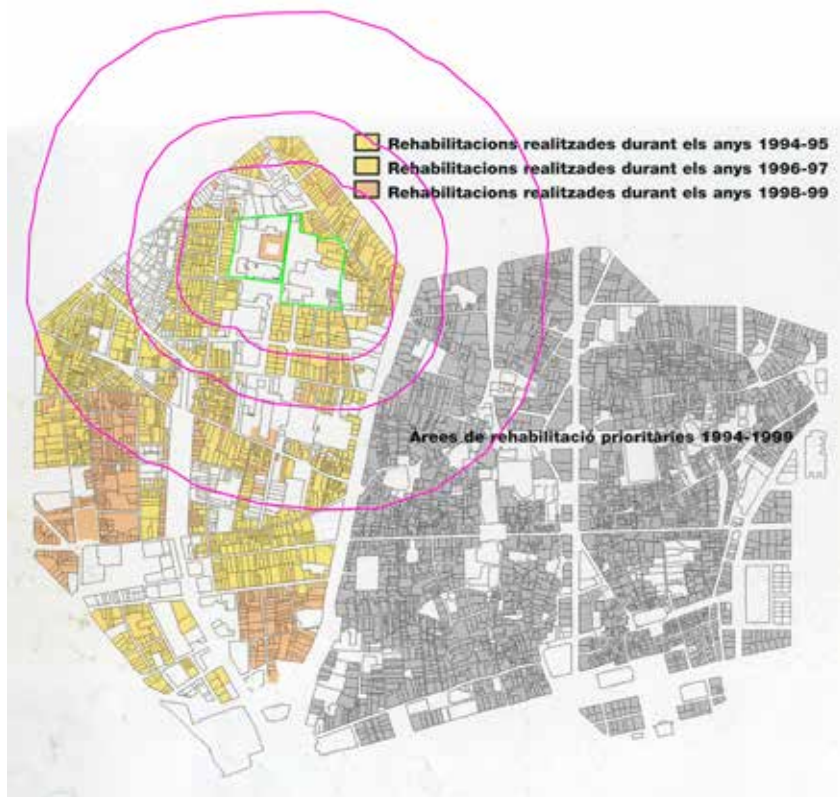 Rehabilitacions realitzades durant els anys 1994-95
Rehabilitacions realitzades durant els anys 1996-97
Rehabilitacions realitzades durant els anys 1998-99
Àrees de rehabilitació prioritàries 1994-1999